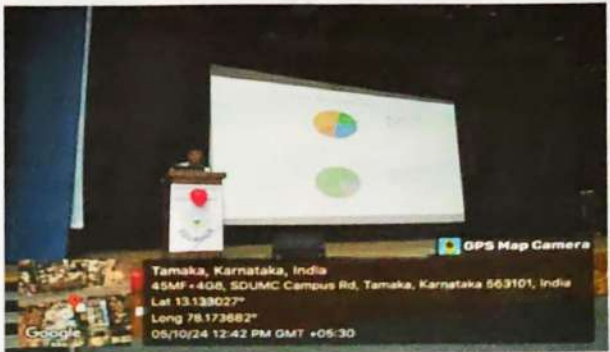 GPS Map Camera
Tamaka, Karnataka, India
45MF+4G8, SDUMC Campus Rd, Tamaka, Karnataka 563101, India
Lat 13.133027°
Long 78.173682°
05/10/24 12:42 PM GMT +05:30
Google